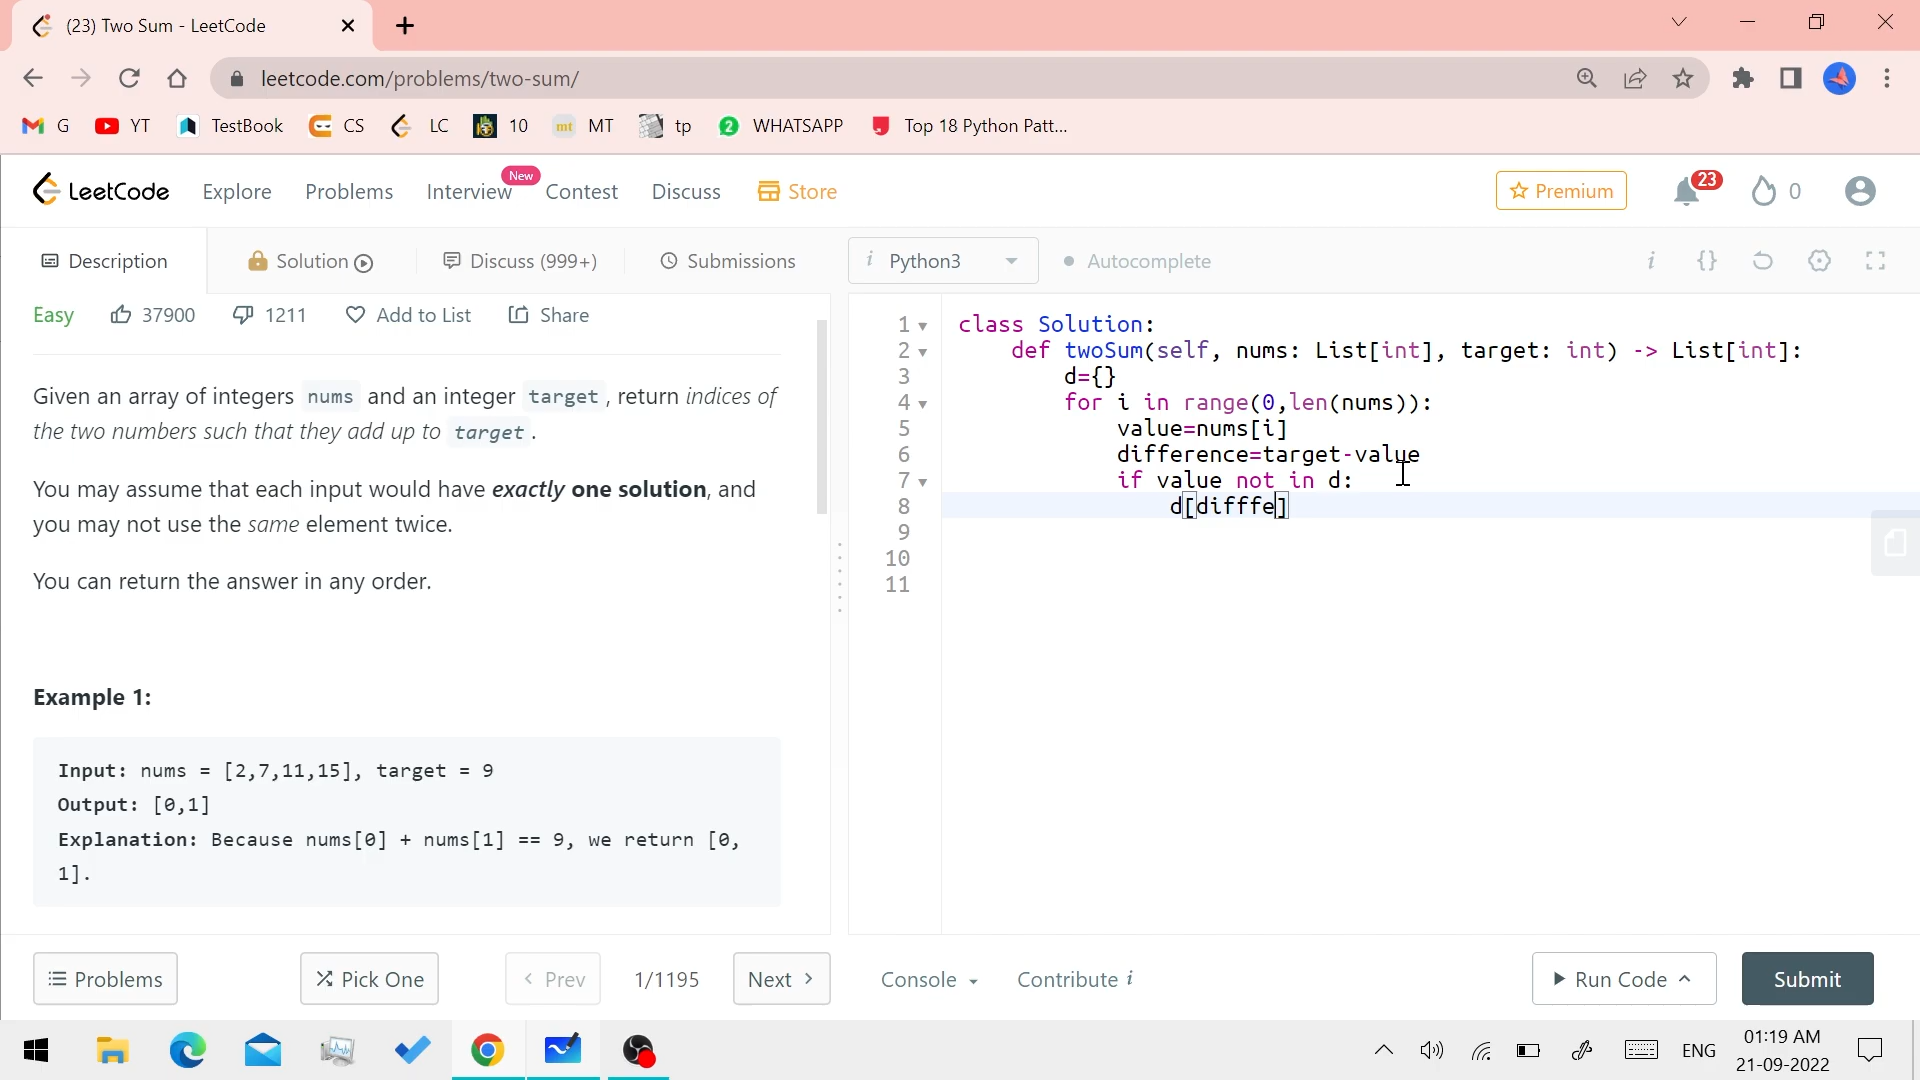 (23) Two Sum - LeetCode
leetcode.com/problems/two-sum/
G YT TestBook CS LC 10 mt MT tp 2 WHATSAPP Top 18 Python Patt...
LeetCode Explore Problems Interview New Contest Discuss Store Premium 23 0
Description Solution Discuss (999+) Submissions
i Python3 Autocomplete i {}
Easy 37900 1211 Add to List Share
Given an array of integers nums and an integer target, return indices of
the two numbers such that they add up to target.
You may assume that each input would have exactly one solution, and
you may not use the same element twice.
You can return the answer in any order.
Example 1:
Input: nums = [2,7,11,15], target = 9
Output: [0,1]
Explanation: Because nums[0] + nums[1] == 9, we return [0,
1].
1 class Solution:
2 def twoSum(self, nums: List[int], target: int) -> List[int]:
3 d={}
4 for i in range(0,len(nums)):
5 value=nums[i]
6 difference=target-value
7 if value not in d:
8 d[difffe]
9
10
11
Problems Pick One < Prev 1/1195 Next > Console Contribute i Run Code Submit
ENG
01:19 AM
21-09-2022